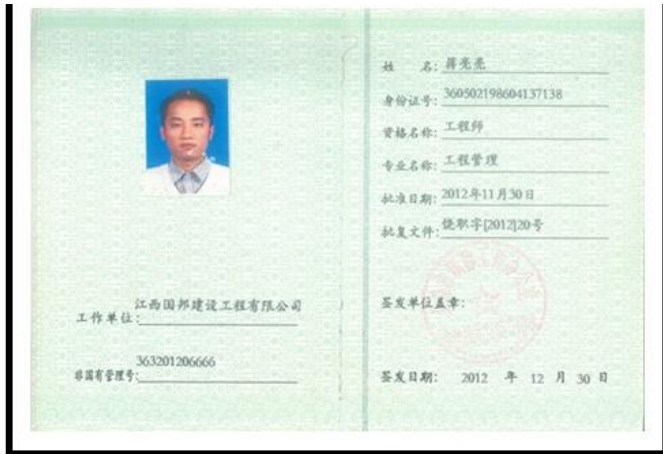 工作单位:江西国邦建设工程有限公司
非国有管理号:363201206666
姓 名:蒋亮亮
身份证号:360502198604137138
资格名称:工程师
专业名称:工程管理
批准日期:2012年11月30日
批复文件:饶职字[2012]20号
签发单位盖章:
签发日期: 2012 年 12 月 30 日